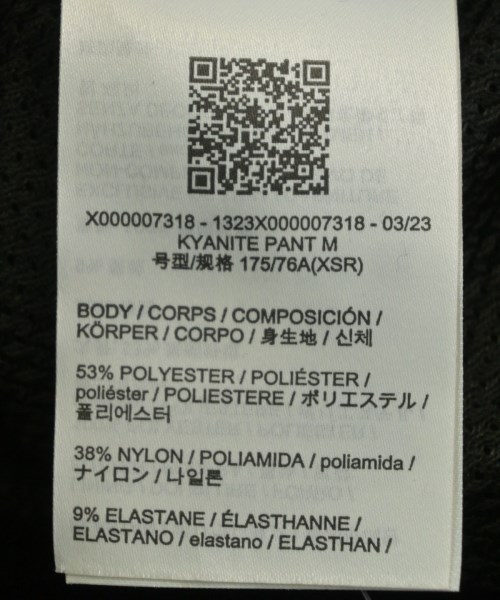 X000007318 - 1323X000007318 - 03/23
KYANITE PANT M
号型/规格 175/76A(XSR)
BODY / CORPS / COMPOSICIÓN /
KÖRPER / CORPO / 身生地 / 신체
53% POLYESTER / POLIÉSTER /
poliéster / POLIESTERE / ポリエステル /
폴리에스터
38% NYLON / POLIAMIDA / poliamida /
ナイロン / 나일론
9% ELASTANE / ÉLASTHANNE /
ELASTANO / elastano / ELASTHAN /